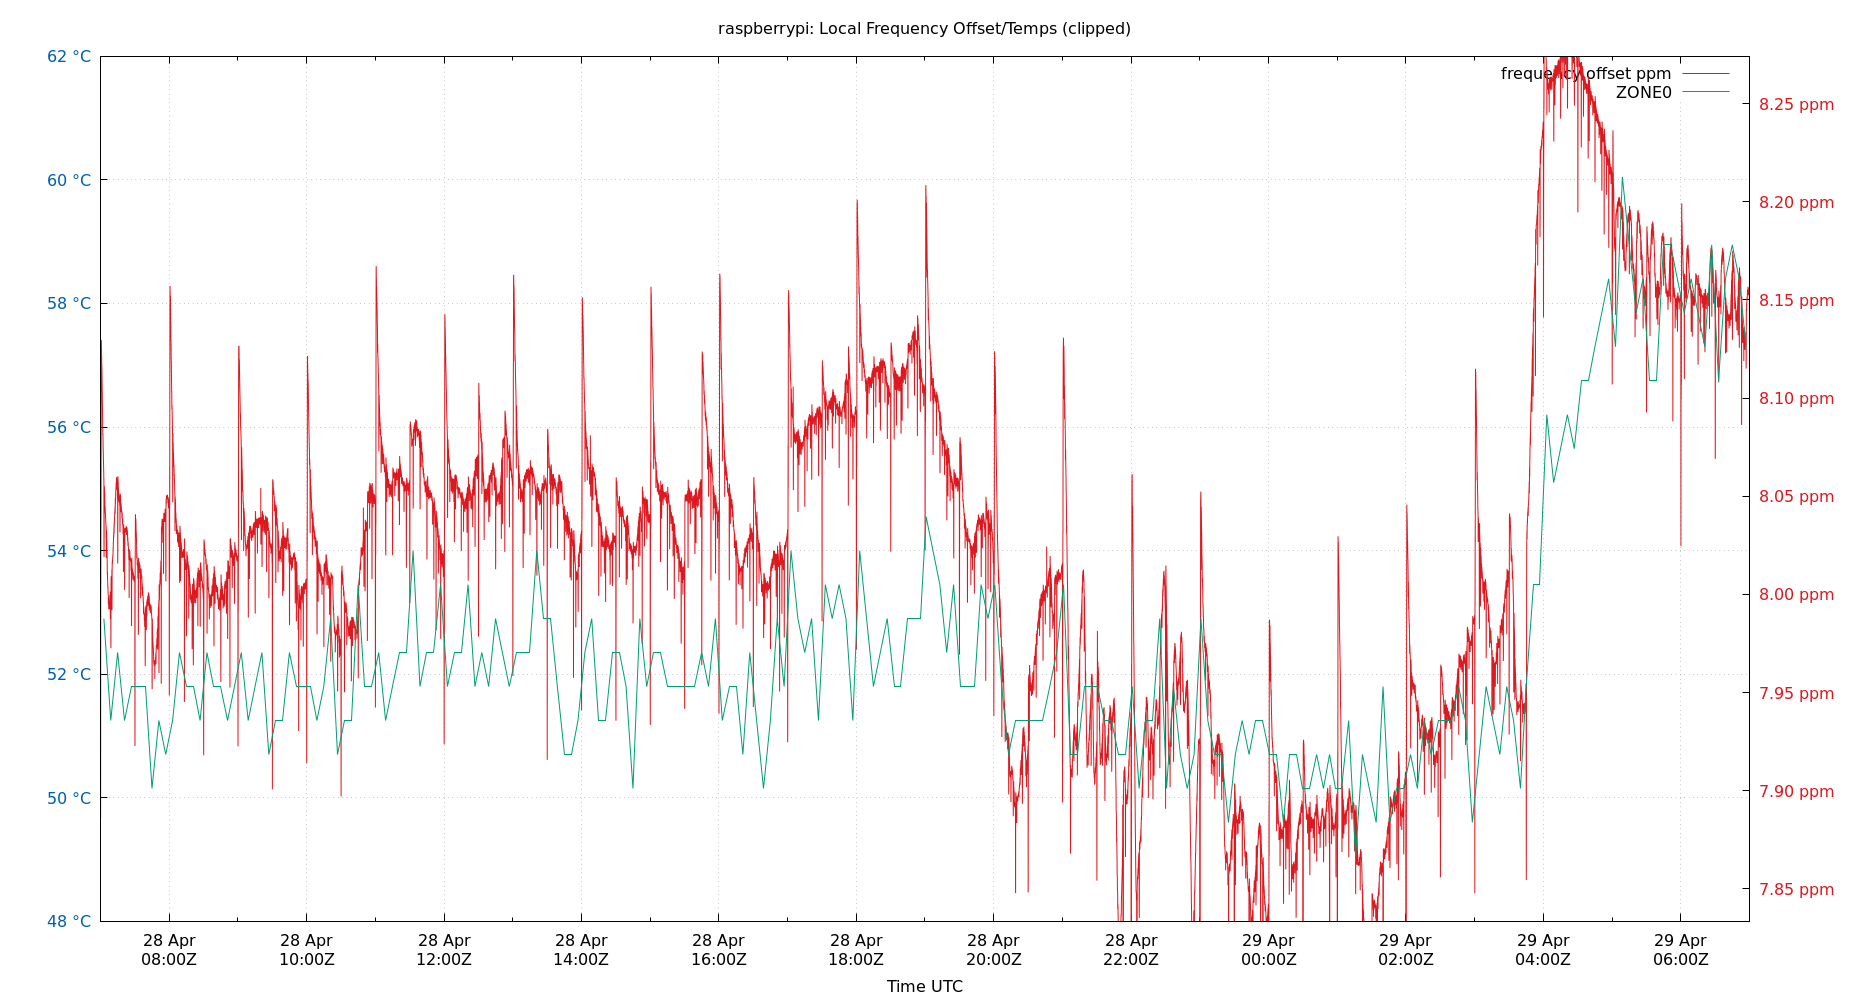 raspberrypi: Local Frequency Offset/Temps (clipped)
62 °C
60 °C
58 °C
56 °C
54 °C
52 °C
50 °C
48 °C
frequency offset ppm
ZONE0
8.25 ppm
8.20 ppm
8.15 ppm
8.10 ppm
8.05 ppm
8.00 ppm
7.95 ppm
7.90 ppm
7.85 ppm
28 Apr
08:00Z
28 Apr
10:00Z
28 Apr
12:00Z
28 Apr
14:00Z
28 Apr
16:00Z
28 Apr
18:00Z
28 Apr
20:00Z
28 Apr
22:00Z
29 Apr
00:00Z
29 Apr
02:00Z
29 Apr
04:00Z
29 Apr
06:00Z
Time UTC